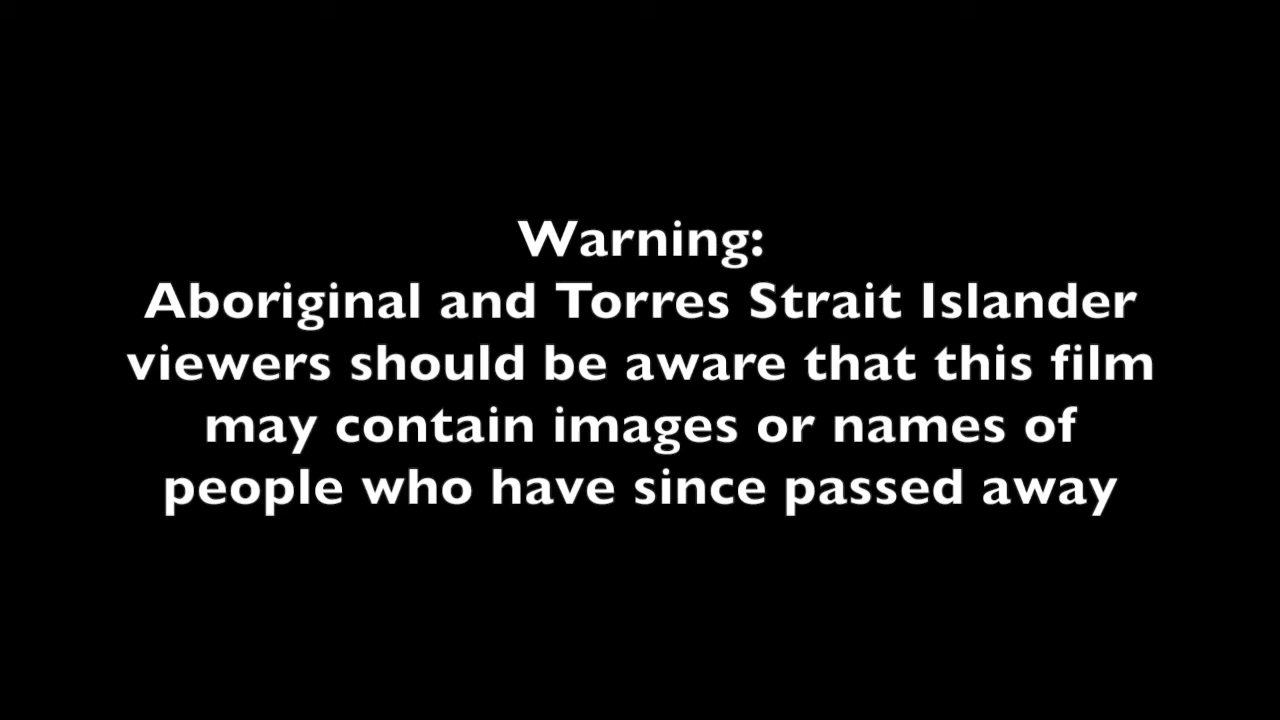 Warning:
Aboriginal and Torres Strait Islander
viewers should be aware that this film
may contain images or names of
people who have since passed away